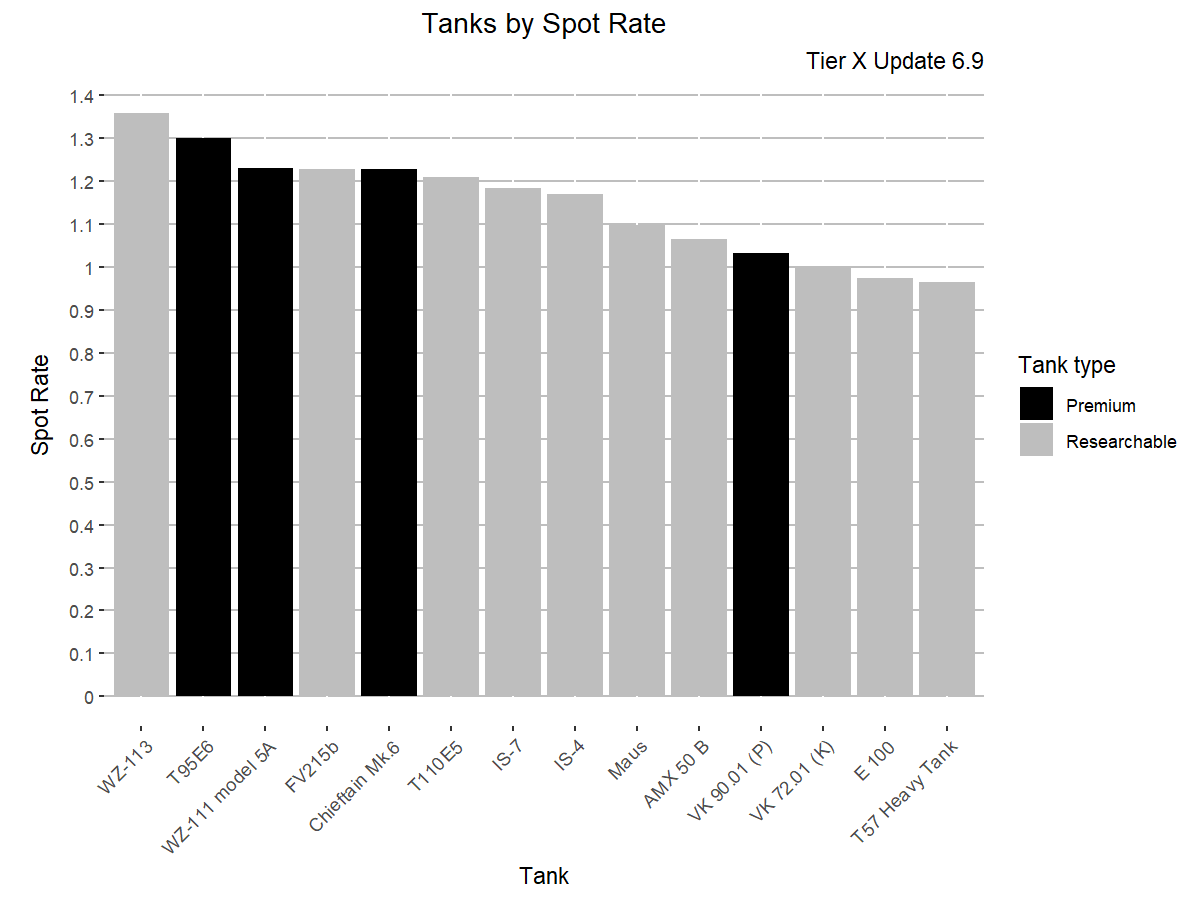 Tanks by Spot Rate
Tier X Update 6.9
1.4
1.3
1.2
1.1
1
0.9
0.8
0.7
0.6
0.5
0.4
0.3
0.2
0.1
0
Spot Rate
WZ-113
T95E6
WZ-111 model 5A
FV215b
Chieftain Mk.6
T110E5
IS-7
IS-4
Maus
AMX 50 B
VK 90.01 (P)
VK 72.01 (K)
E 100
T57 Heavy Tank
Tank
Tank type
Premium
Researchable